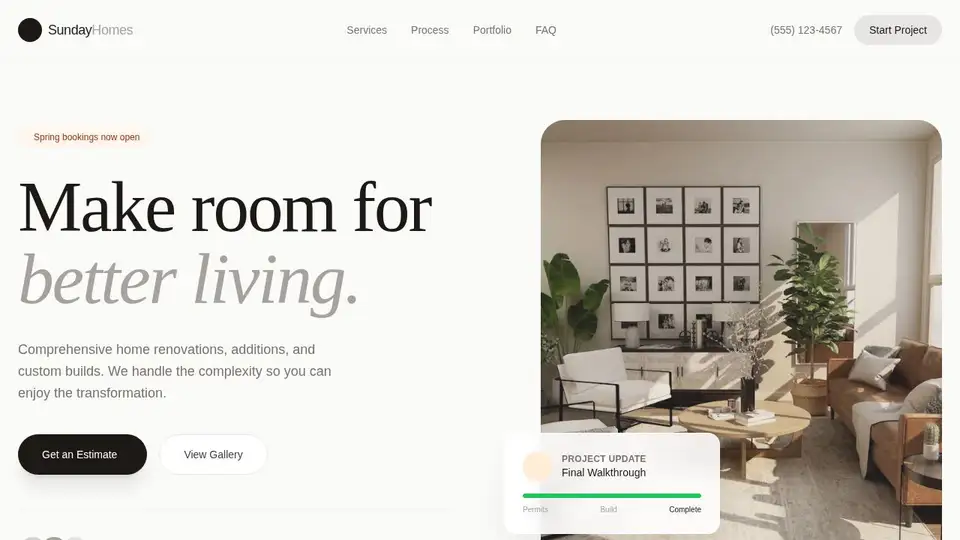 SundayHomes
Services
Process
Portfolio
FAQ
(555) 123-4567
Start Project
Spring bookings now open
Make room for
better living.
Comprehensive home renovations, additions, and
custom builds. We handle the complexity so you can
enjoy the transformation.
Get an Estimate
View Gallery
PROJECT UPDATE
Final Walkthrough
Permits
Build
Complete